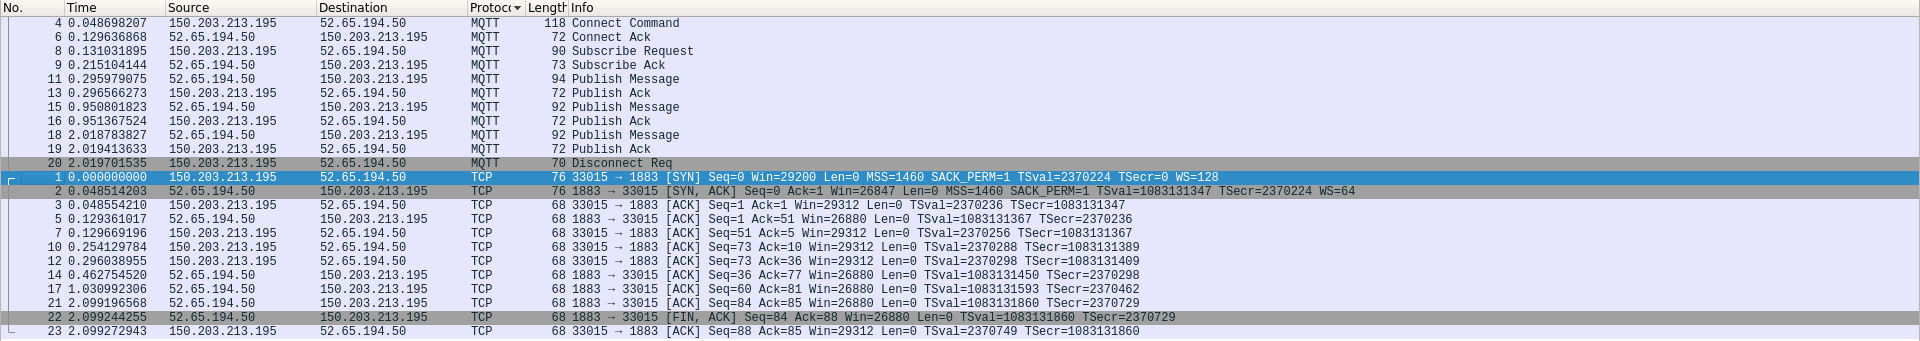 No. Time Source Destination Protoc Length Info
4 0.048698207 150.203.213.195 52.65.194.50 MQTT 118 Connect Command
6 0.129636868 52.65.194.50 150.203.213.195 MQTT 72 Connect Ack
8 0.131031895 150.203.213.195 52.65.194.50 MQTT 90 Subscribe Request
9 0.215104144 52.65.194.50 150.203.213.195 MQTT 73 Subscribe Ack
11 0.295979075 52.65.194.50 150.203.213.195 MQTT 94 Publish Message
13 0.296566273 150.203.213.195 52.65.194.50 MQTT 72 Publish Ack
15 0.950801823 52.65.194.50 150.203.213.195 MQTT 92 Publish Message
16 0.951367524 150.203.213.195 52.65.194.50 MQTT 72 Publish Ack
18 2.018783827 52.65.194.50 150.203.213.195 MQTT 92 Publish Message
19 2.019413633 150.203.213.195 52.65.194.50 MQTT 72 Publish Ack
20 2.019701535 150.203.213.195 52.65.194.50 MQTT 70 Disconnect Req
1 0.000000000 150.203.213.195 52.65.194.50 TCP 76 33015 → 1883 [SYN] Seq=0 Win=29200 Len=0 MSS=1460 SACK_PERM=1 TSval=2370224 TSecr=0 WS=128
2 0.048514203 52.65.194.50 150.203.213.195 TCP 76 1883 → 33015 [SYN, ACK] Seq=0 Ack=1 Win=26847 Len=0 MSS=1460 SACK_PERM=1 TSval=1083131347 TSecr=2370224 WS=64
3 0.048554210 150.203.213.195 52.65.194.50 TCP 68 33015 → 1883 [ACK] Seq=1 Ack=1 Win=29312 Len=0 TSval=2370236 TSecr=1083131347
5 0.129361017 52.65.194.50 150.203.213.195 TCP 68 1883 → 33015 [ACK] Seq=1 Ack=51 Win=26880 Len=0 TSval=1083131367 TSecr=2370236
7 0.129669196 150.203.213.195 52.65.194.50 TCP 68 33015 → 1883 [ACK] Seq=51 Ack=5 Win=29312 Len=0 TSval=2370256 TSecr=1083131367
10 0.254129784 150.203.213.195 52.65.194.50 TCP 68 33015 → 1883 [ACK] Seq=73 Ack=10 Win=29312 Len=0 TSval=2370288 TSecr=1083131389
12 0.296038955 150.203.213.195 52.65.194.50 TCP 68 33015 → 1883 [ACK] Seq=73 Ack=36 Win=29312 Len=0 TSval=2370298 TSecr=1083131409
14 0.462754520 52.65.194.50 150.203.213.195 TCP 68 1883 → 33015 [ACK] Seq=36 Ack=77 Win=26880 Len=0 TSval=1083131450 TSecr=2370298
17 1.030992306 52.65.194.50 150.203.213.195 TCP 68 1883 → 33015 [ACK] Seq=60 Ack=81 Win=26880 Len=0 TSval=1083131593 TSecr=2370462
21 2.099196568 52.65.194.50 150.203.213.195 TCP 68 1883 → 33015 [ACK] Seq=84 Ack=85 Win=26880 Len=0 TSval=1083131860 TSecr=2370729
22 2.099244255 52.65.194.50 150.203.213.195 TCP 68 1883 → 33015 [FIN, ACK] Seq=84 Ack=88 Win=26880 Len=0 TSval=1083131860 TSecr=2370729
23 2.099272943 150.203.213.195 52.65.194.50 TCP 68 33015 → 1883 [ACK] Seq=88 Ack=85 Win=29312 Len=0 TSval=2370749 TSecr=1083131860